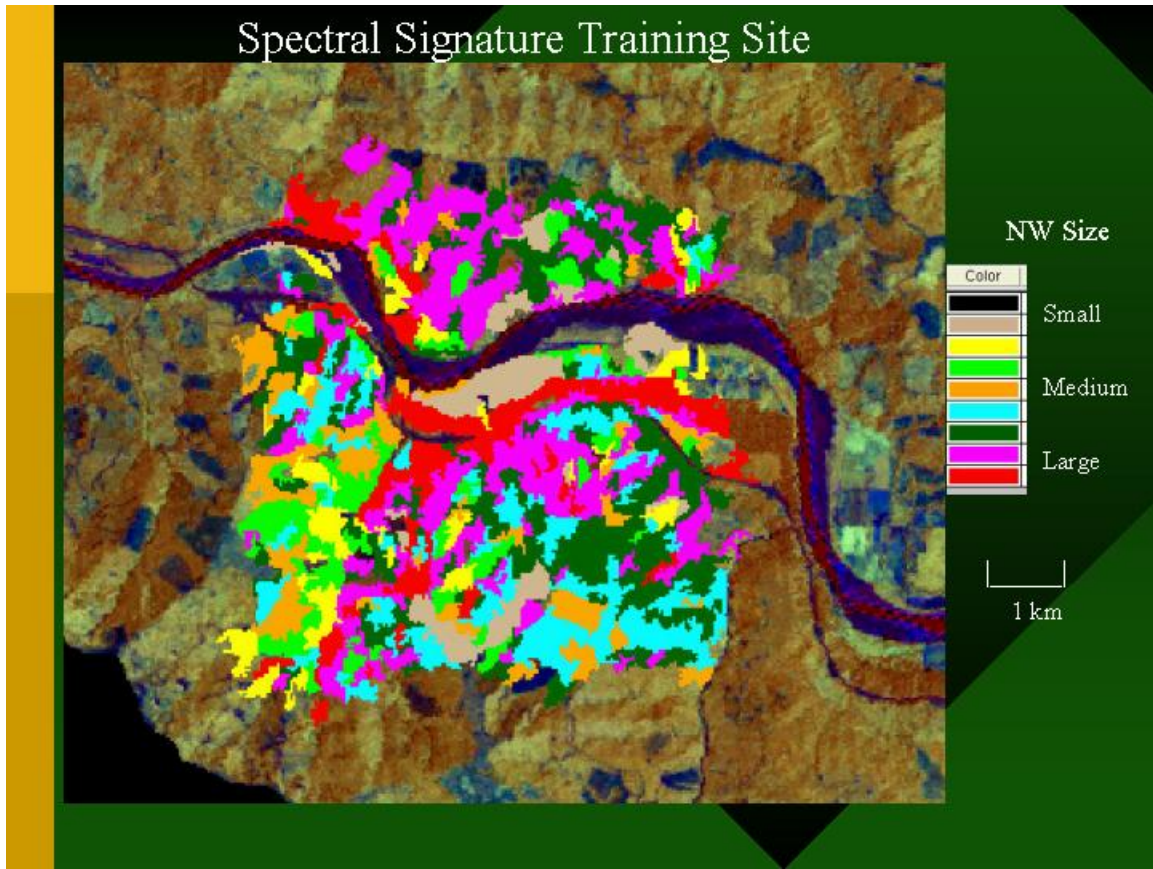 Spectral Signature Training Site
NW Size
Color
Small
Medium
Large
1 km